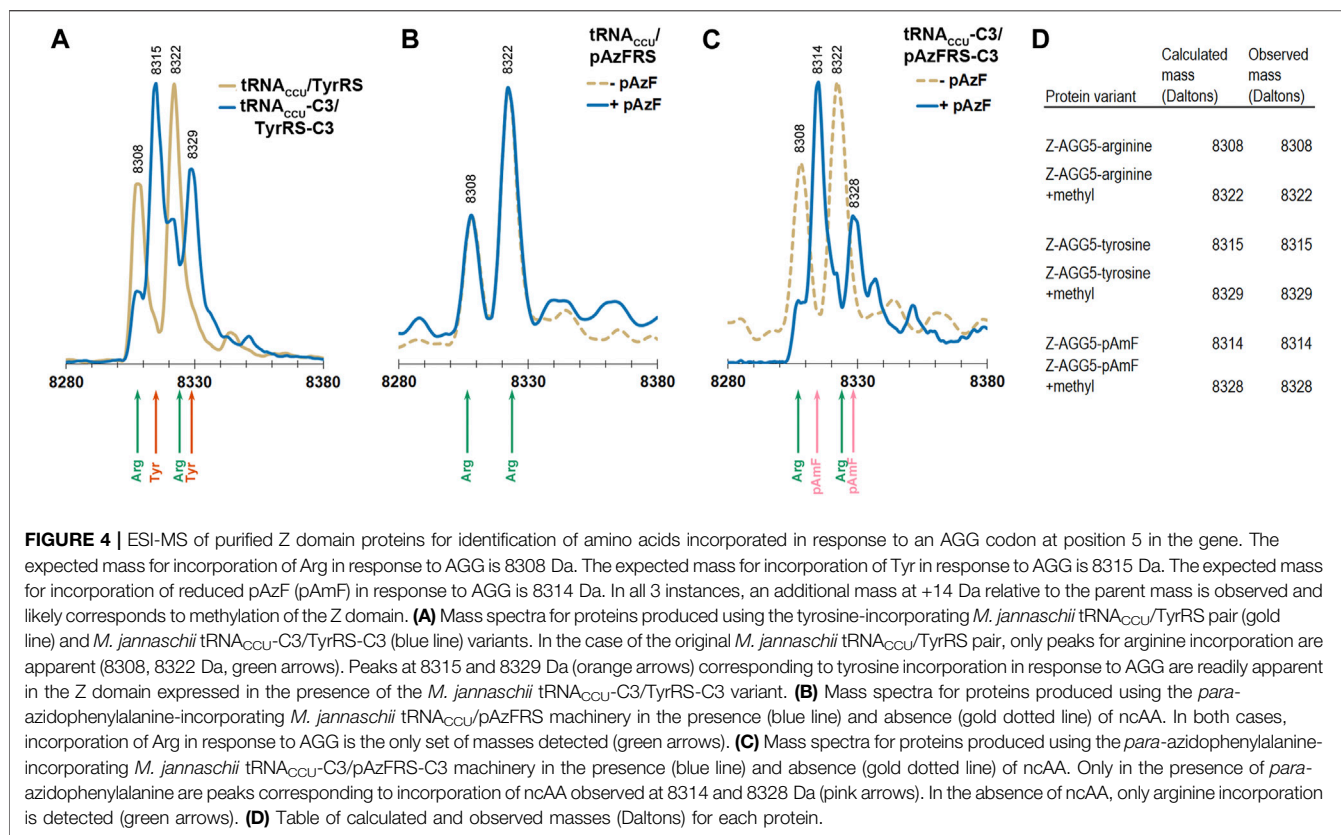 A
8308
8315
8322
8329
tRNACCU/TyrRS
tRNACCU-C3/
TyrRS-C3
8280
8330
8380
Arg
Tyr
Arg
Tyr
B
tRNACCU/
pAzFRS
- pAzF
+ pAzF
8308
8322
8280
8330
8380
Arg
Arg
C
tRNACCU-C3/
pAzFRS-C3
- pAzF
+ pAzF
8308
8314
8322
8328
8280
8330
8380
Arg
pAmF
Arg
pAmF
D
Calculated Observed
mass mass
Protein variant (Daltons) (Daltons)
Z-AGG5-arginine 8308 8308
Z-AGG5-arginine
+methyl 8322 8322
Z-AGG5-tyrosine 8315 8315
Z-AGG5-tyrosine
+methyl 8329 8329
Z-AGG5-pAmF 8314 8314
Z-AGG5-pAmF
+methyl 8328 8328
FIGURE 4 | ESI-MS of purified Z domain proteins for identification of amino acids incorporated in response to an AGG codon at position 5 in the gene. The
expected mass for incorporation of Arg in response to AGG is 8308 Da. The expected mass for incorporation of Tyr in response to AGG is 8315 Da. The expected mass
for incorporation of reduced pAzF (pAmF) in response to AGG is 8314 Da. In all 3 instances, an additional mass at +14 Da relative to the parent mass is observed and
likely corresponds to methylation of the Z domain. (A) Mass spectra for proteins produced using the tyrosine-incorporating M. jannaschii tRNACCU/TyrRS pair (gold
line) and M. jannaschii tRNACCU-C3/TyrRS-C3 (blue line) variants. In the case of the original M. jannaschii tRNACCU/TyrRS pair, only peaks for arginine incorporation are
apparent (8308, 8322 Da, green arrows). Peaks at 8315 and 8329 Da (orange arrows) corresponding to tyrosine incorporation in response to AGG are readily apparent
in the Z domain expressed in the presence of the M. jannaschii tRNACCU-C3/TyrRS-C3 variant. (B) Mass spectra for proteins produced using the para-
azidophenylalanine-incorporating M. jannaschii tRNACCU/pAzFRS machinery in the presence (blue line) and absence (gold dotted line) of ncAA. In both cases,
incorporation of Arg in response to AGG is the only set of masses detected (green arrows). (C) Mass spectra for proteins produced using the para-azidophenylalanine-
incorporating M. jannaschii tRNACCU-C3/pAzFRS-C3 machinery in the presence (blue line) and absence (gold dotted line) of ncAA. Only in the presence of para-
azidophenylalanine are peaks corresponding to incorporation of ncAA observed at 8314 and 8328 Da (pink arrows). In the absence of ncAA, only arginine incorporation
is detected (green arrows). (D) Table of calculated and observed masses (Daltons) for each protein.